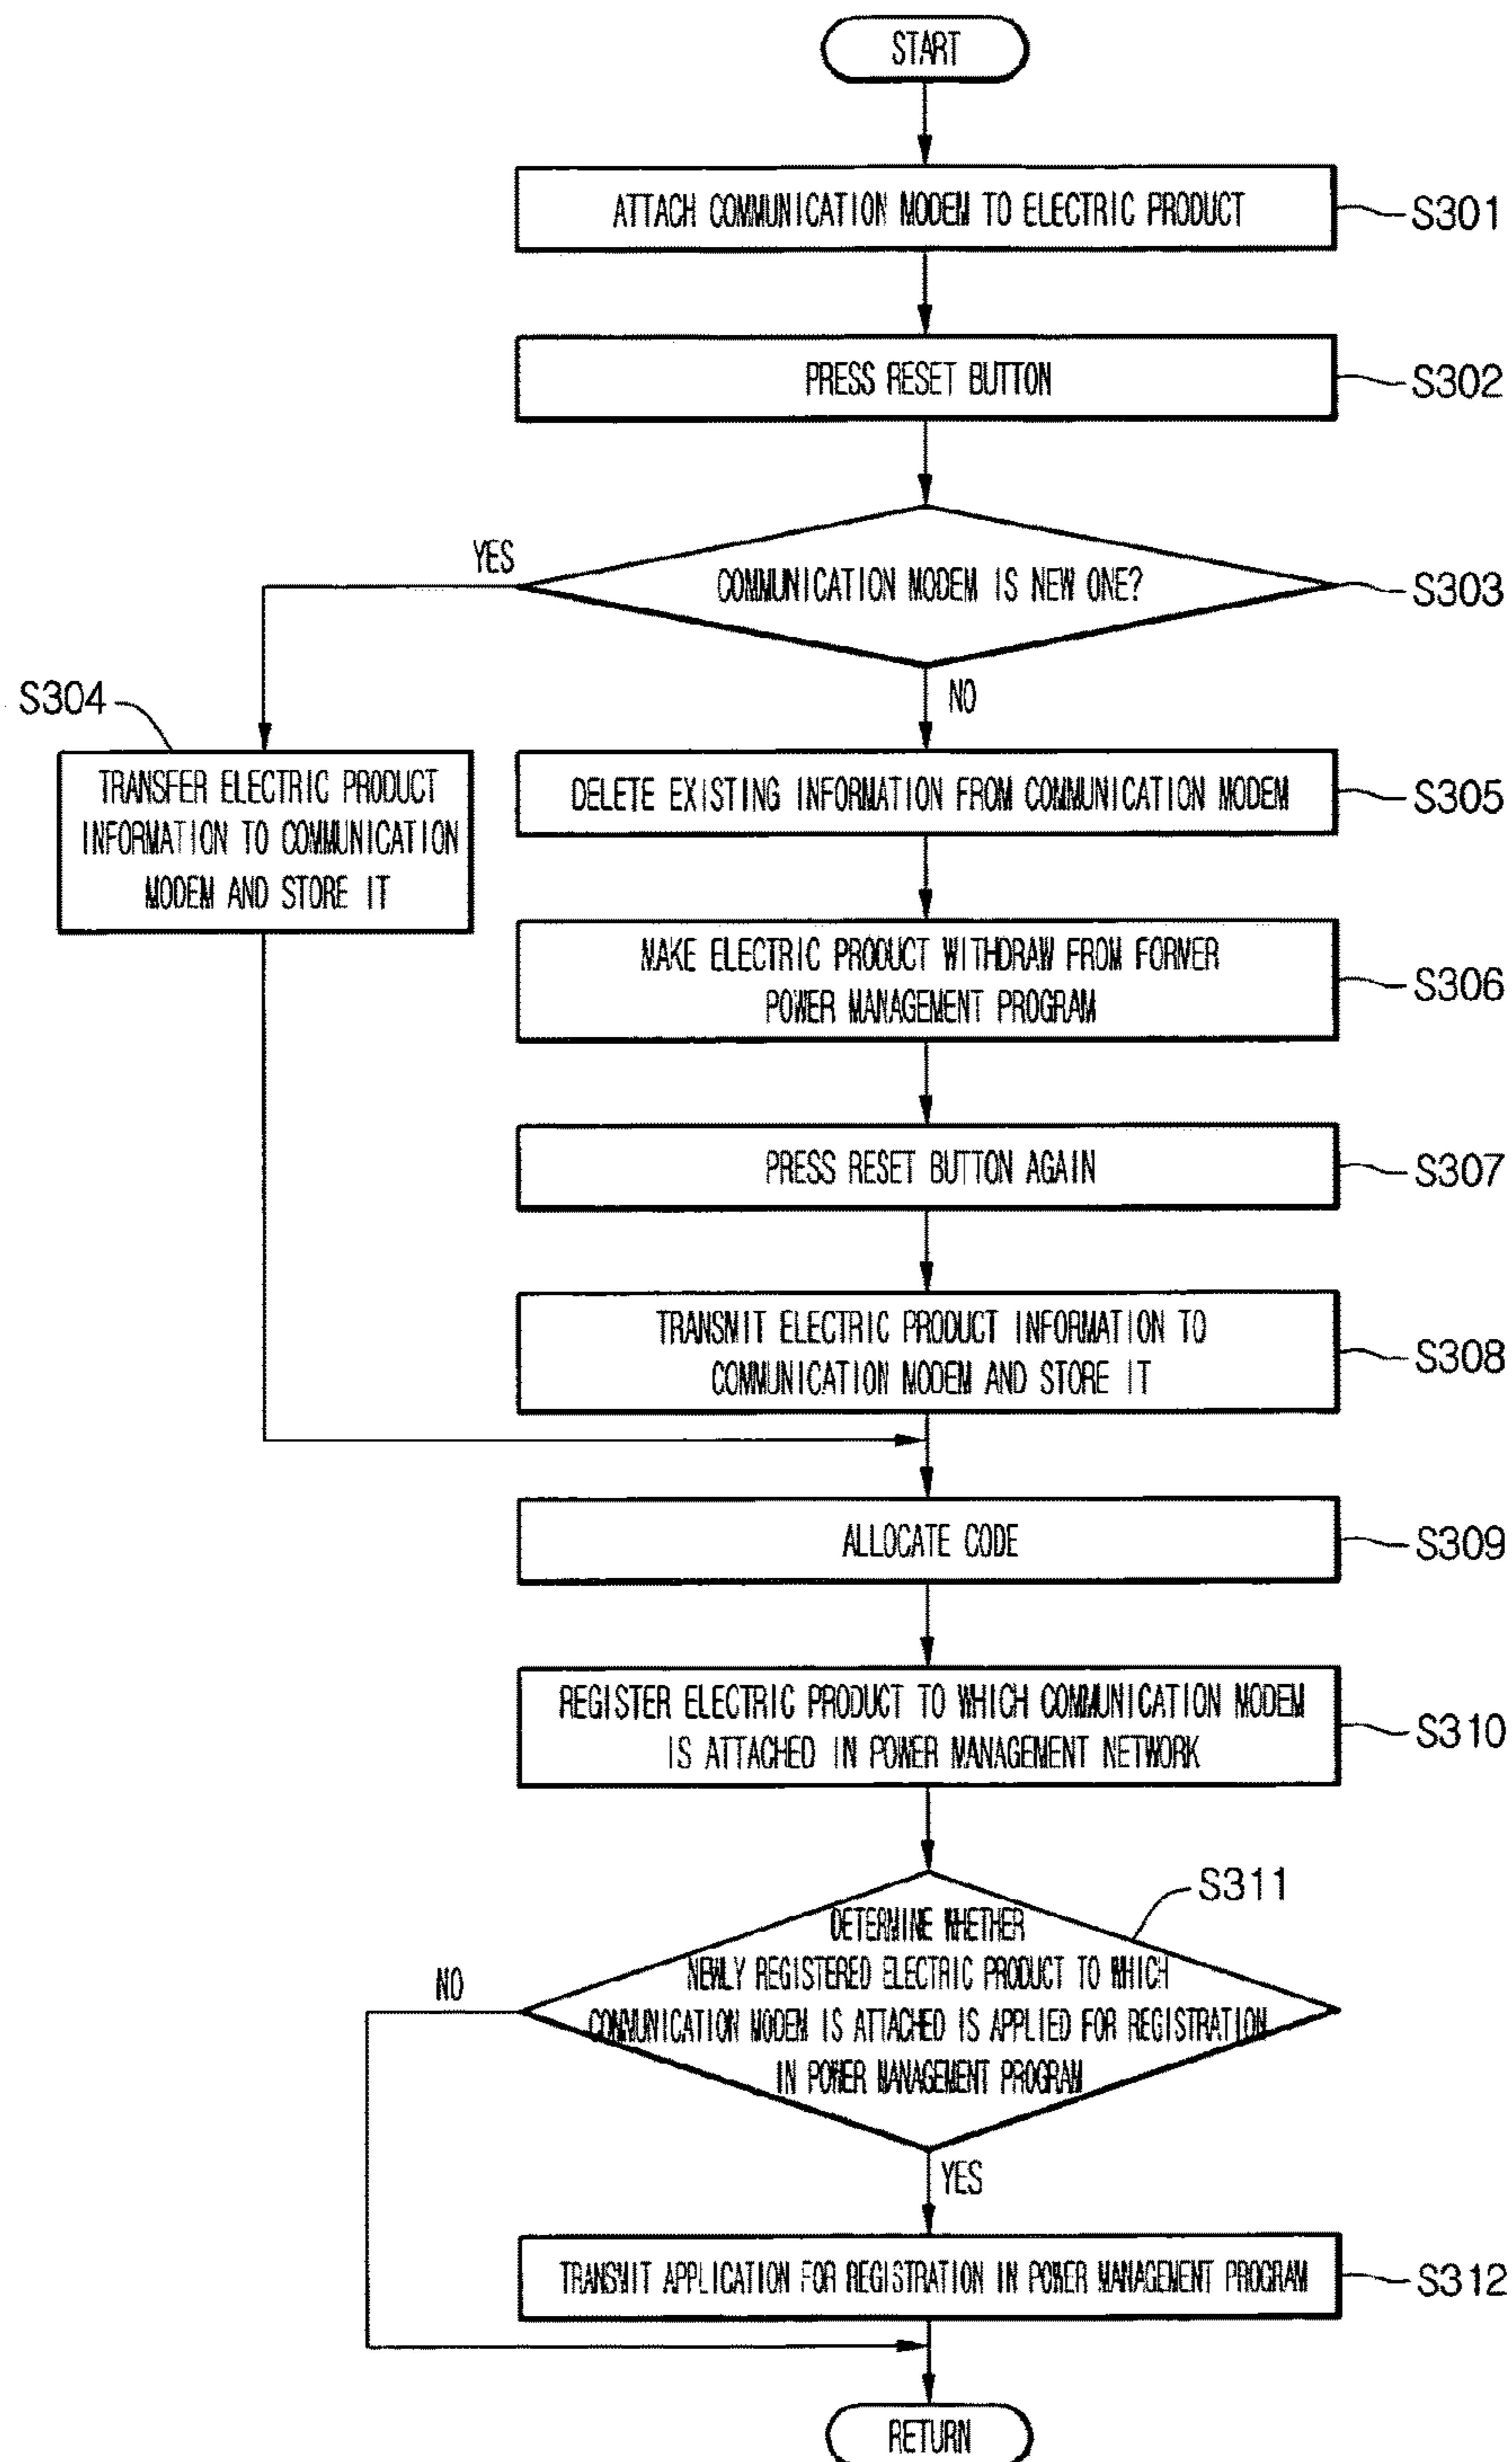 START
ATTACH COMMUNICATION MODEM TO ELECTRIC PRODUCT
S301
PRESS RESET BUTTON
S302
YES
COMMUNICATION MODEM IS NEW ONE?
S303
NO
S304
TRANSFER ELECTRIC PRODUCT
INFORMATION TO COMMUNICATION
MODEM AND STORE IT
DELETE EXISTING INFORMATION FROM COMMUNICATION MODEM
S305
MAKE ELECTRIC PRODUCT WITHDRAW FROM FORMER
POWER MANAGEMENT PROGRAM
S306
PRESS RESET BUTTON AGAIN
S307
TRANSMIT ELECTRIC PRODUCT INFORMATION TO
COMMUNICATION MODEM AND STORE IT
S308
ALLOCATE CODE
S309
REGISTER ELECTRIC PRODUCT TO WHICH COMMUNICATION MODEM
IS ATTACHED IN POWER MANAGEMENT NETWORK
S310
S311
DETERMINE WHETHER
NEWLY REGISTERED ELECTRIC PRODUCT TO WHICH
COMMUNICATION MODEM IS ATTACHED IS APPLIED FOR REGISTRATION
IN POWER MANAGEMENT PROGRAM
NO
YES
TRANSMIT APPLICATION FOR REGISTRATION IN POWER MANAGEMENT PROGRAM
S312
RETURN